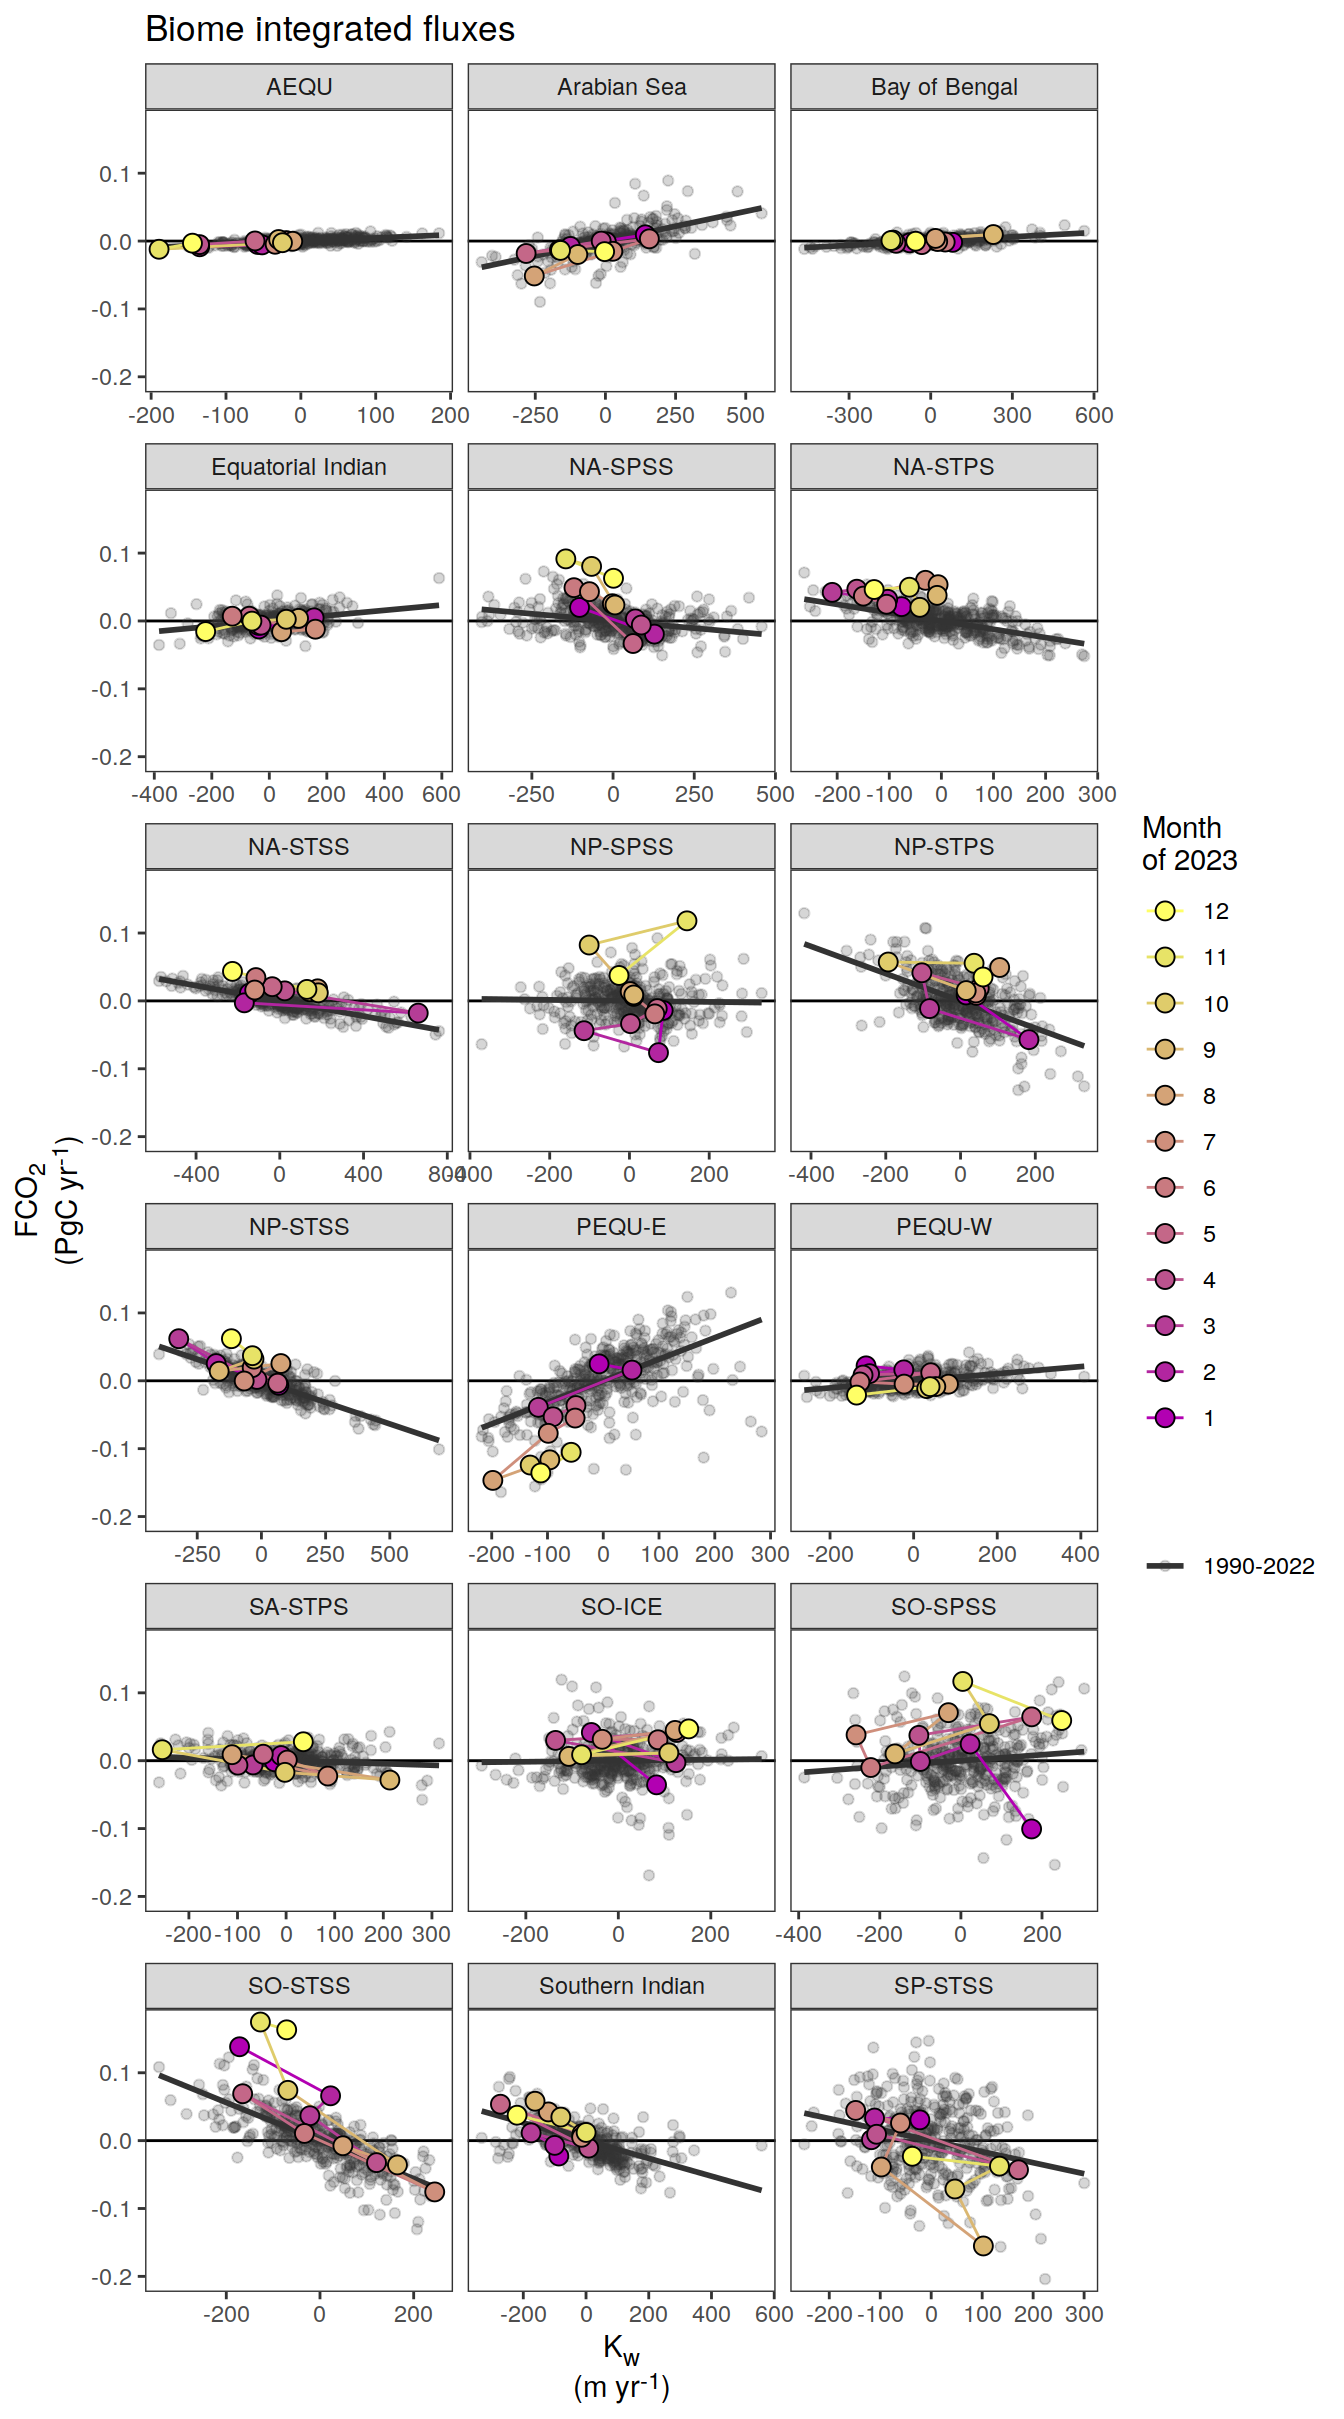 Biome integrated fluxes
AEQU Arabian Sea Bay of Bengal
0.1
0.0
-0.1
-0.2
-200 -100 0 100 200 -250 0 250 500 -300 0 300 600
Equatorial Indian NA-SPSS NA-STPS
0.1
0.0
-0.1
-0.2
-400 -200 0 200 400 600 -250 0 250 500 -200 -100 0 100 200 300
NA-STSS NP-SPSS NP-STPS
0.1
0.0
-0.1
-0.2
-400 0 400 800 -400 -200 0 200 -400 -200 0 200
NP-STSS PEQU-E PEQU-W
0.1
0.0
-0.1
-0.2
-250 0 250 500 -200 -100 0 100 200 300 -200 0 200 400
SA-STPS SO-ICE SO-SPSS
0.1
0.0
-0.1
-0.2
-200 -100 0 100 200 300 -200 0 200 -400 -200 0 200
SO-STSS Southern Indian SP-STSS
0.1
0.0
-0.1
-0.2
-200 0 200 -200 0 200 400 600 -200 -100 0 100 200 300
Kw
(m yr-1)
FCO2
(PgC yr-1)
Month
of 2023
12
11
10
9
8
7
6
5
4
3
2
1
1990-2022